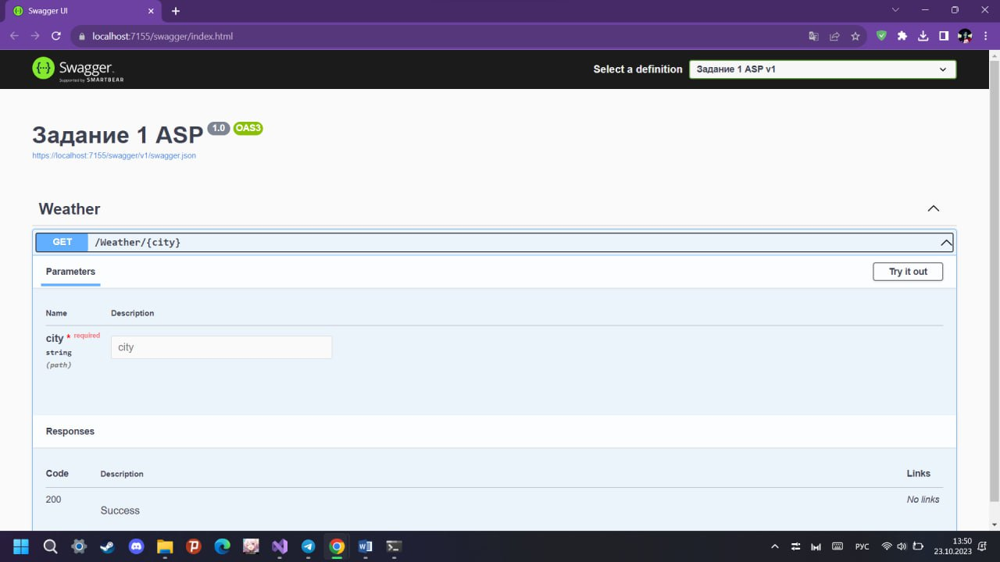 Swagger UI
localhost:7155/swagger/index.html
Swagger.
Supported by SMARTBEAR
Select a definition
Задание 1 ASP v1
Задание 1 ASP 1.0 OAS3
https://localhost:7155/swagger/v1/swagger.json
Weather
GET /Weather/{city}
Parameters
Try it out
Name Description
city * required
string
(path)
city
Responses
Code Description Links
200 Success No links
РУС
13:50
23.10.2023